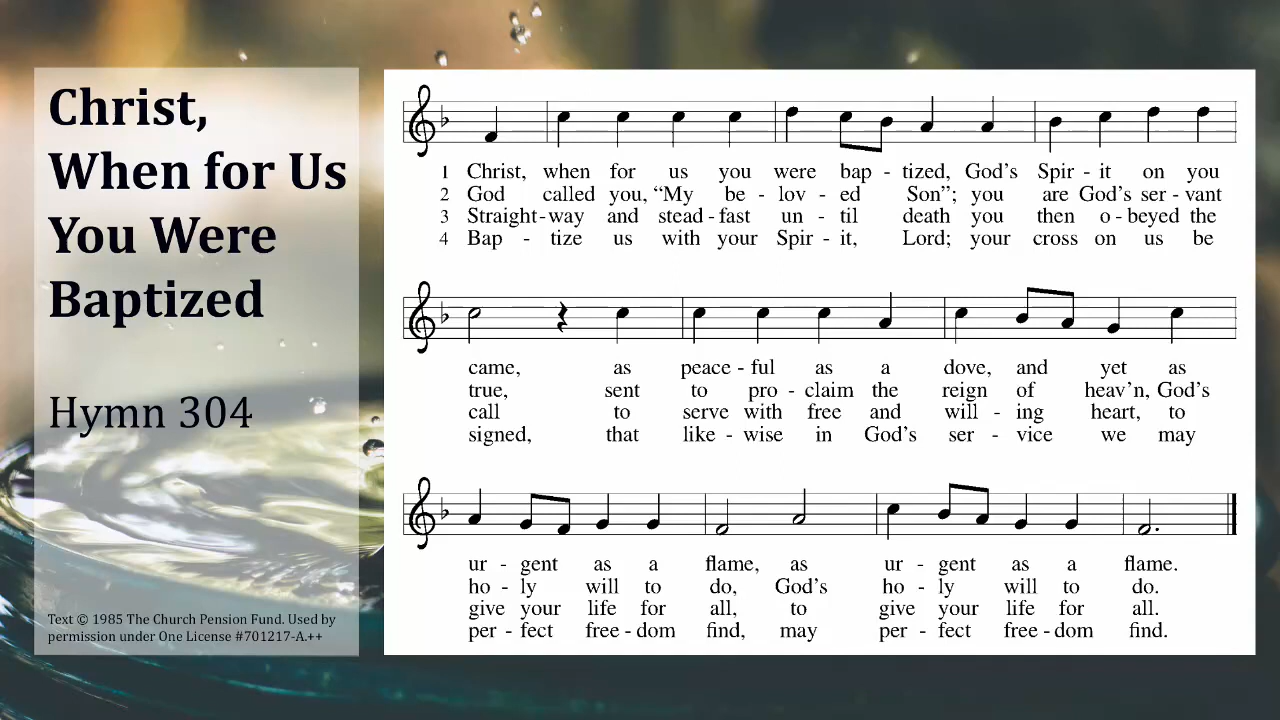 Christ,
When for Us
You Were
Baptized
Hymn 304
Text © 1985 The Church Pension Fund. Used by
permission under One License #701217-A.++
1 Christ, when for us you were bap - tized, God's Spir - it on you
2 God called you, “My be - lov - ed Son”; you are God's ser - vant
3 Straight - way and stead - fast un - til death you then o - beyed the
4 Bap - tize us with your Spir - it, Lord; your cross on us be
came, as peace - ful as a dove, and yet as
true, sent to pro - claim the reign of heav'n, God's
call to serve with free and will - ing heart, to
signed, that like - wise in God's ser - vice we may
ur - gent as a flame, as ur - gent as a flame.
ho - ly will to do, God's ho - ly will to do.
give your life for all, to give your life for all.
per - fect free - dom find, may per - fect free - dom find.